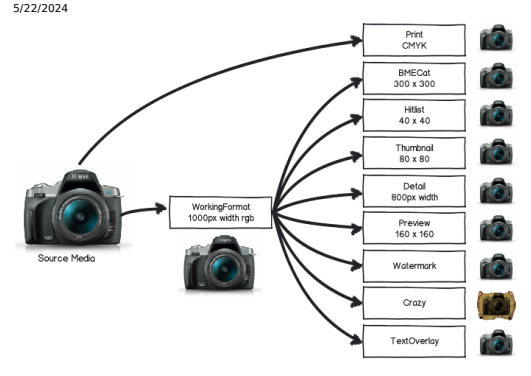 5/22/2024
Print
CMYK
BMECat
300 x 300
Hitlist
40 x 40
Thumbnail
80 x 80
WorkingFormat
1000px width rgb
Detail
800px width
Preview
160 x 160
Source Media
Watermark
Crazy
TextOverlay